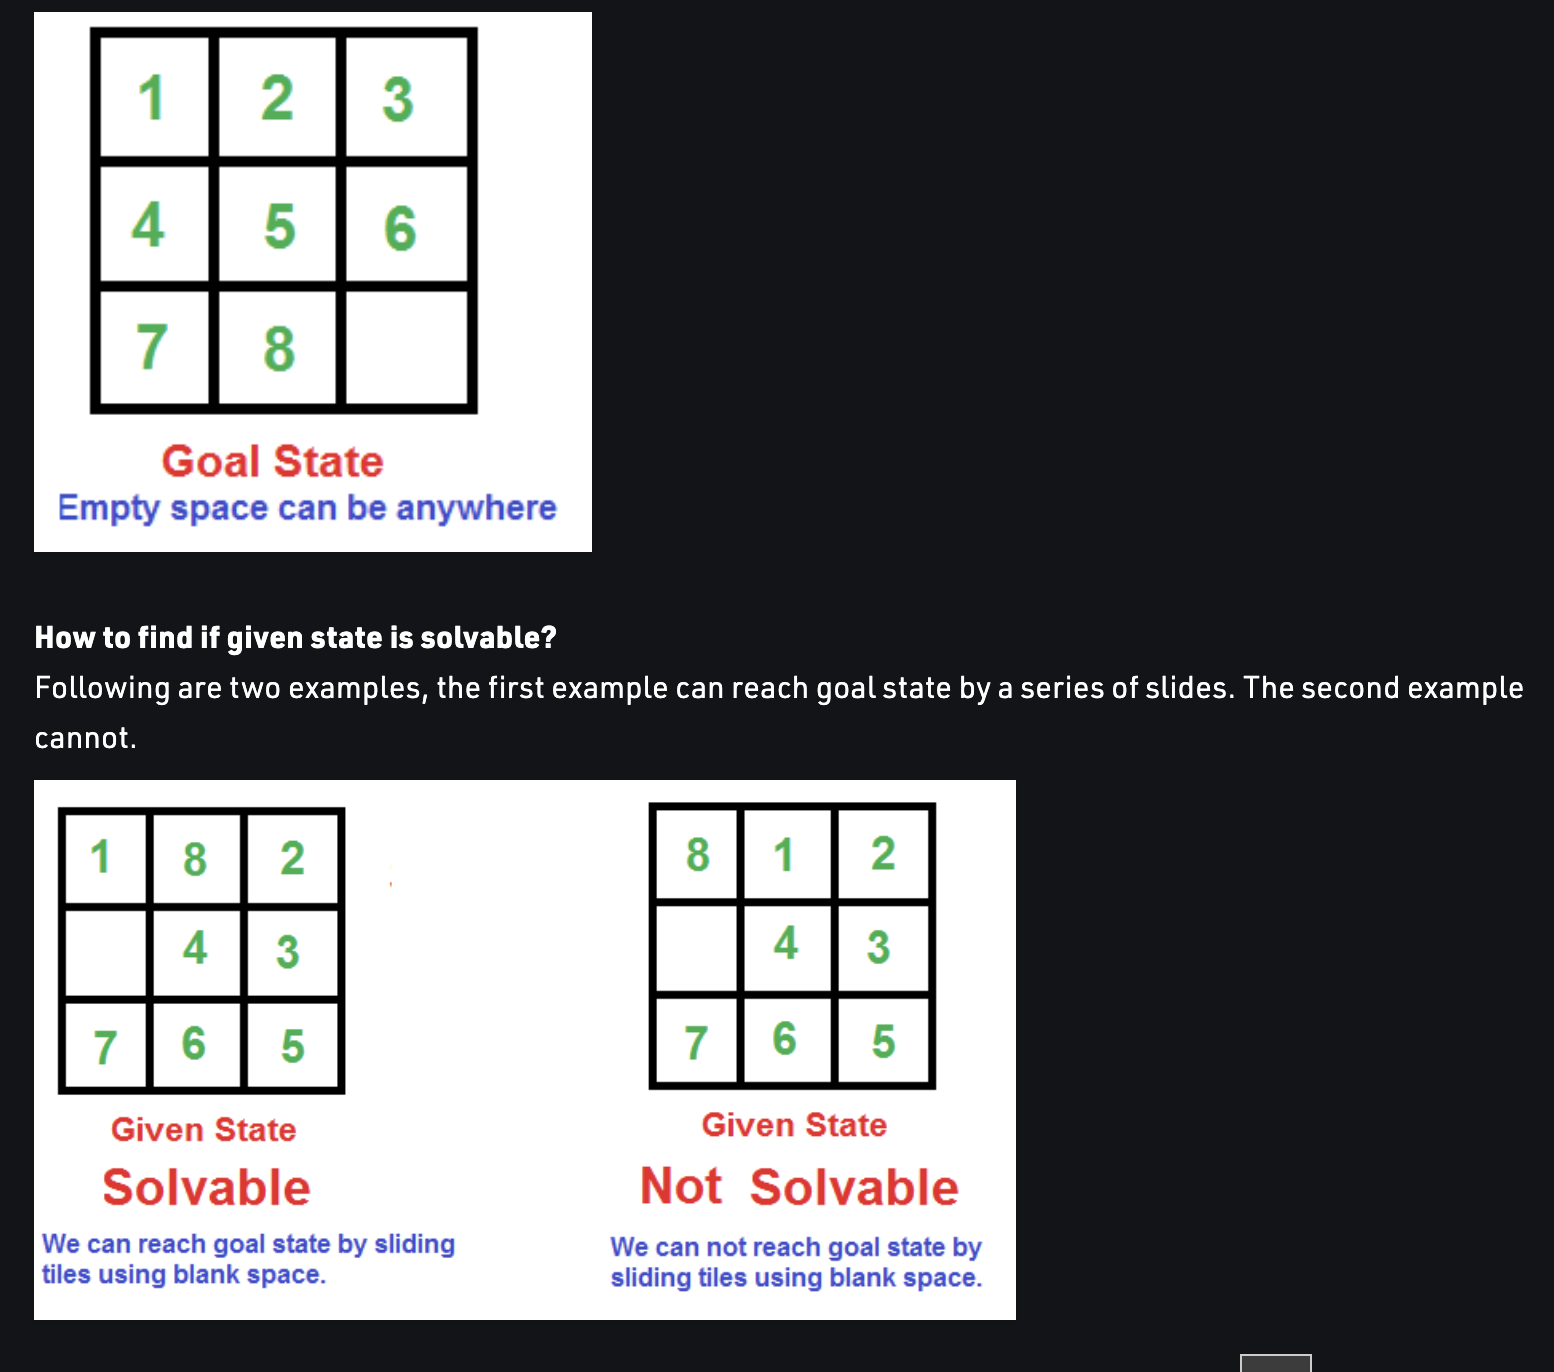 1 2 3
4 5 6
7 8
Goal State
Empty space can be anywhere
How to find if given state is solvable?
Following are two examples, the first example can reach goal state by a series of slides. The second example
cannot.
1 8 2
4 3
7 6 5
Given State
Solvable
We can reach goal state by sliding
tiles using blank space.
8 1 2
4 3
7 6 5
Given State
Not Solvable
We can not reach goal state by
sliding tiles using blank space.